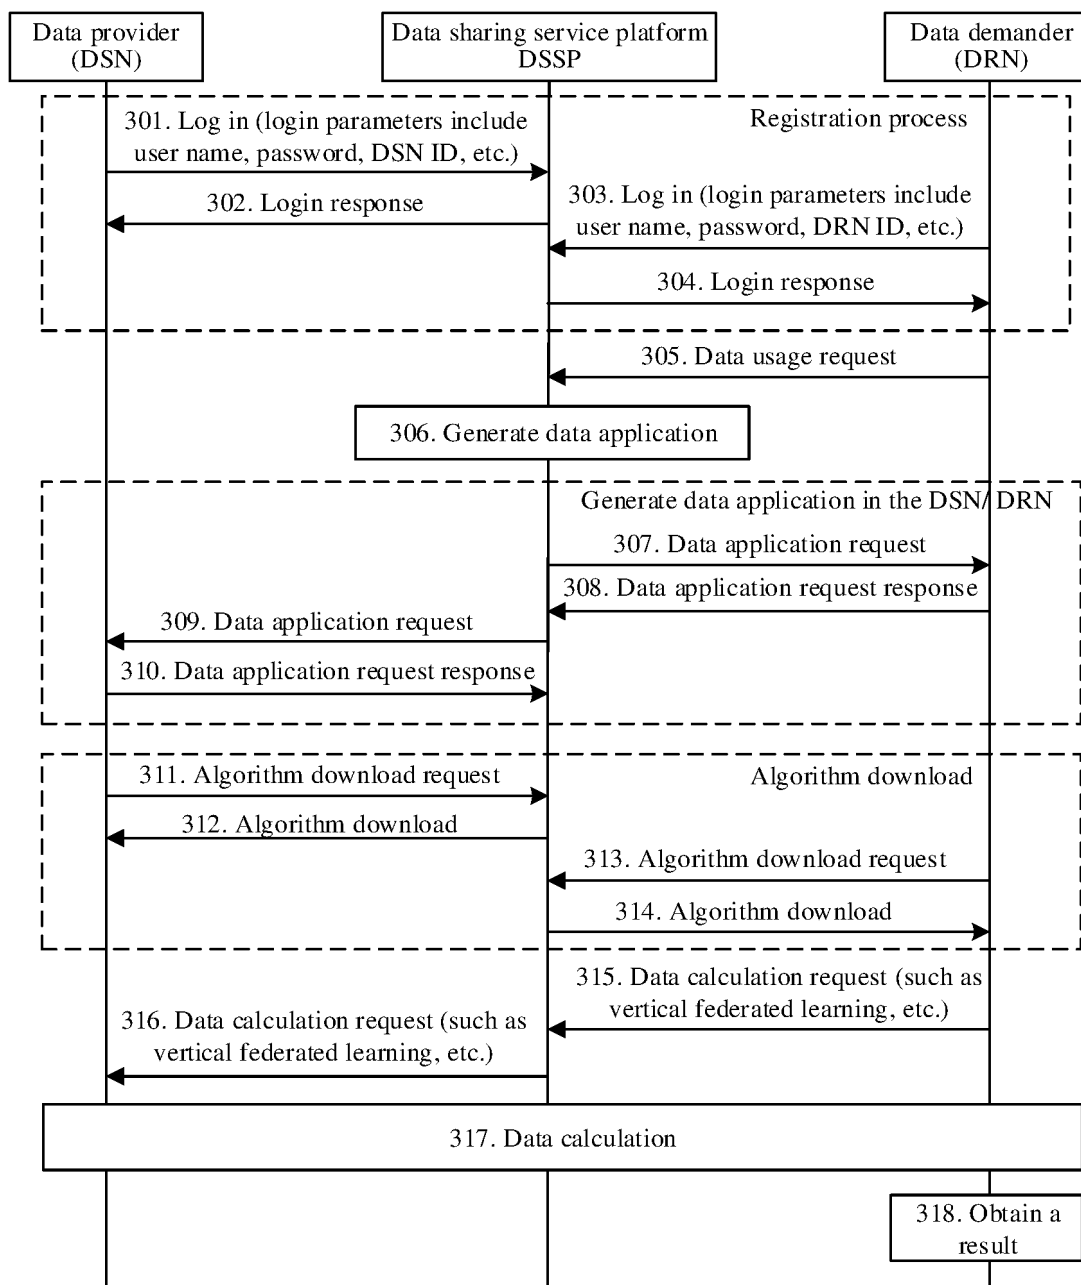 Data provider
(DSN)
Data sharing service platform
DSSP
Data demander
(DRN)
Registration process
301. Log in (login parameters include
user name, password, DSN ID, etc.)
302. Login response
303. Log in (login parameters include
user name, password, DRN ID, etc.)
304. Login response
305. Data usage request
306. Generate data application
Generate data application in the DSN/ DRN
307. Data application request
308. Data application request response
309. Data application request
310. Data application request response
Algorithm download
311. Algorithm download request
312. Algorithm download
313. Algorithm download request
314. Algorithm download
315. Data calculation request (such as
vertical federated learning, etc.)
316. Data calculation request (such as
vertical federated learning, etc.)
317. Data calculation
318. Obtain a
result